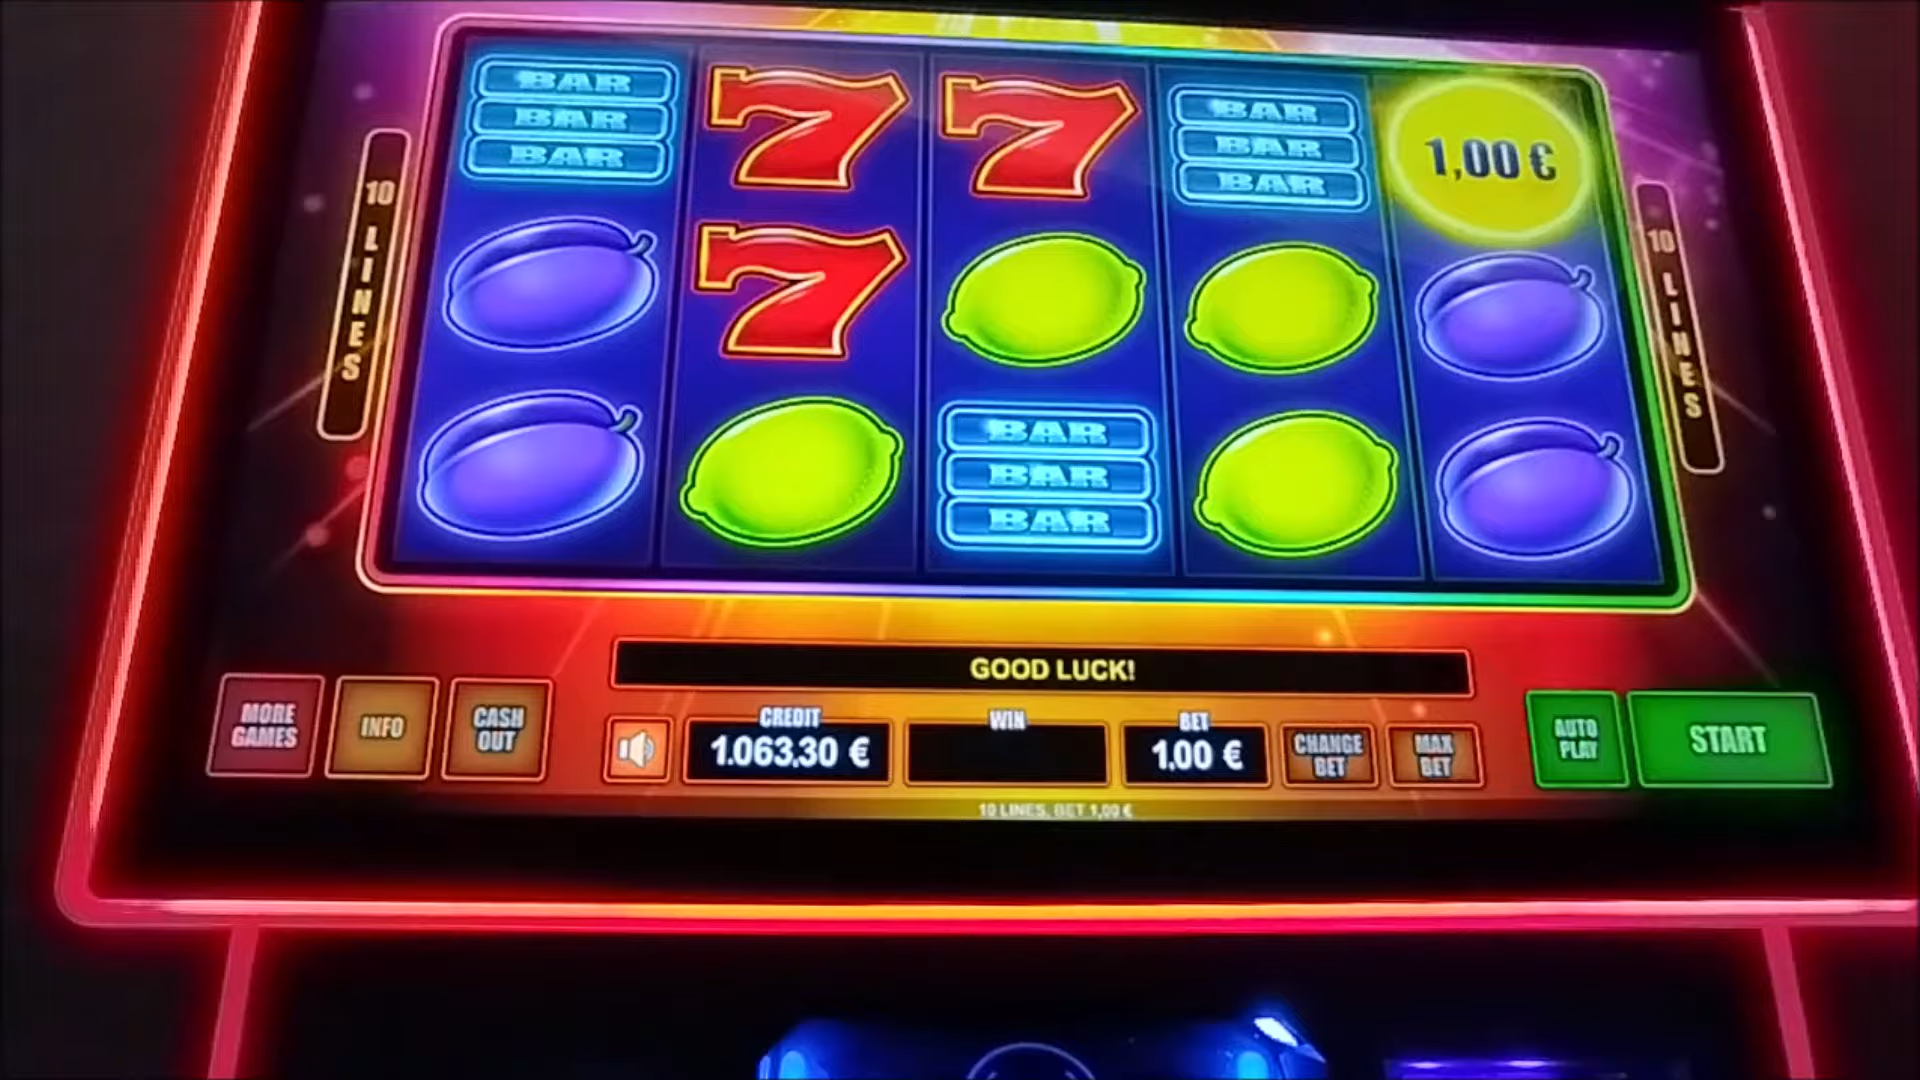 BAR
BAR
BAR
BAR
BAR
BAR
1,00 €
10 LINES
10 LINES
BAR
BAR
BAR
GOOD LUCK!
MORE GAMES
INFO
CASH OUT
CREDIT
1.063,30 €
WIN
BET
1,00 €
CHANGE BET
MAX BET
AUTO PLAY
START
10 LINES, BET 1,00 €